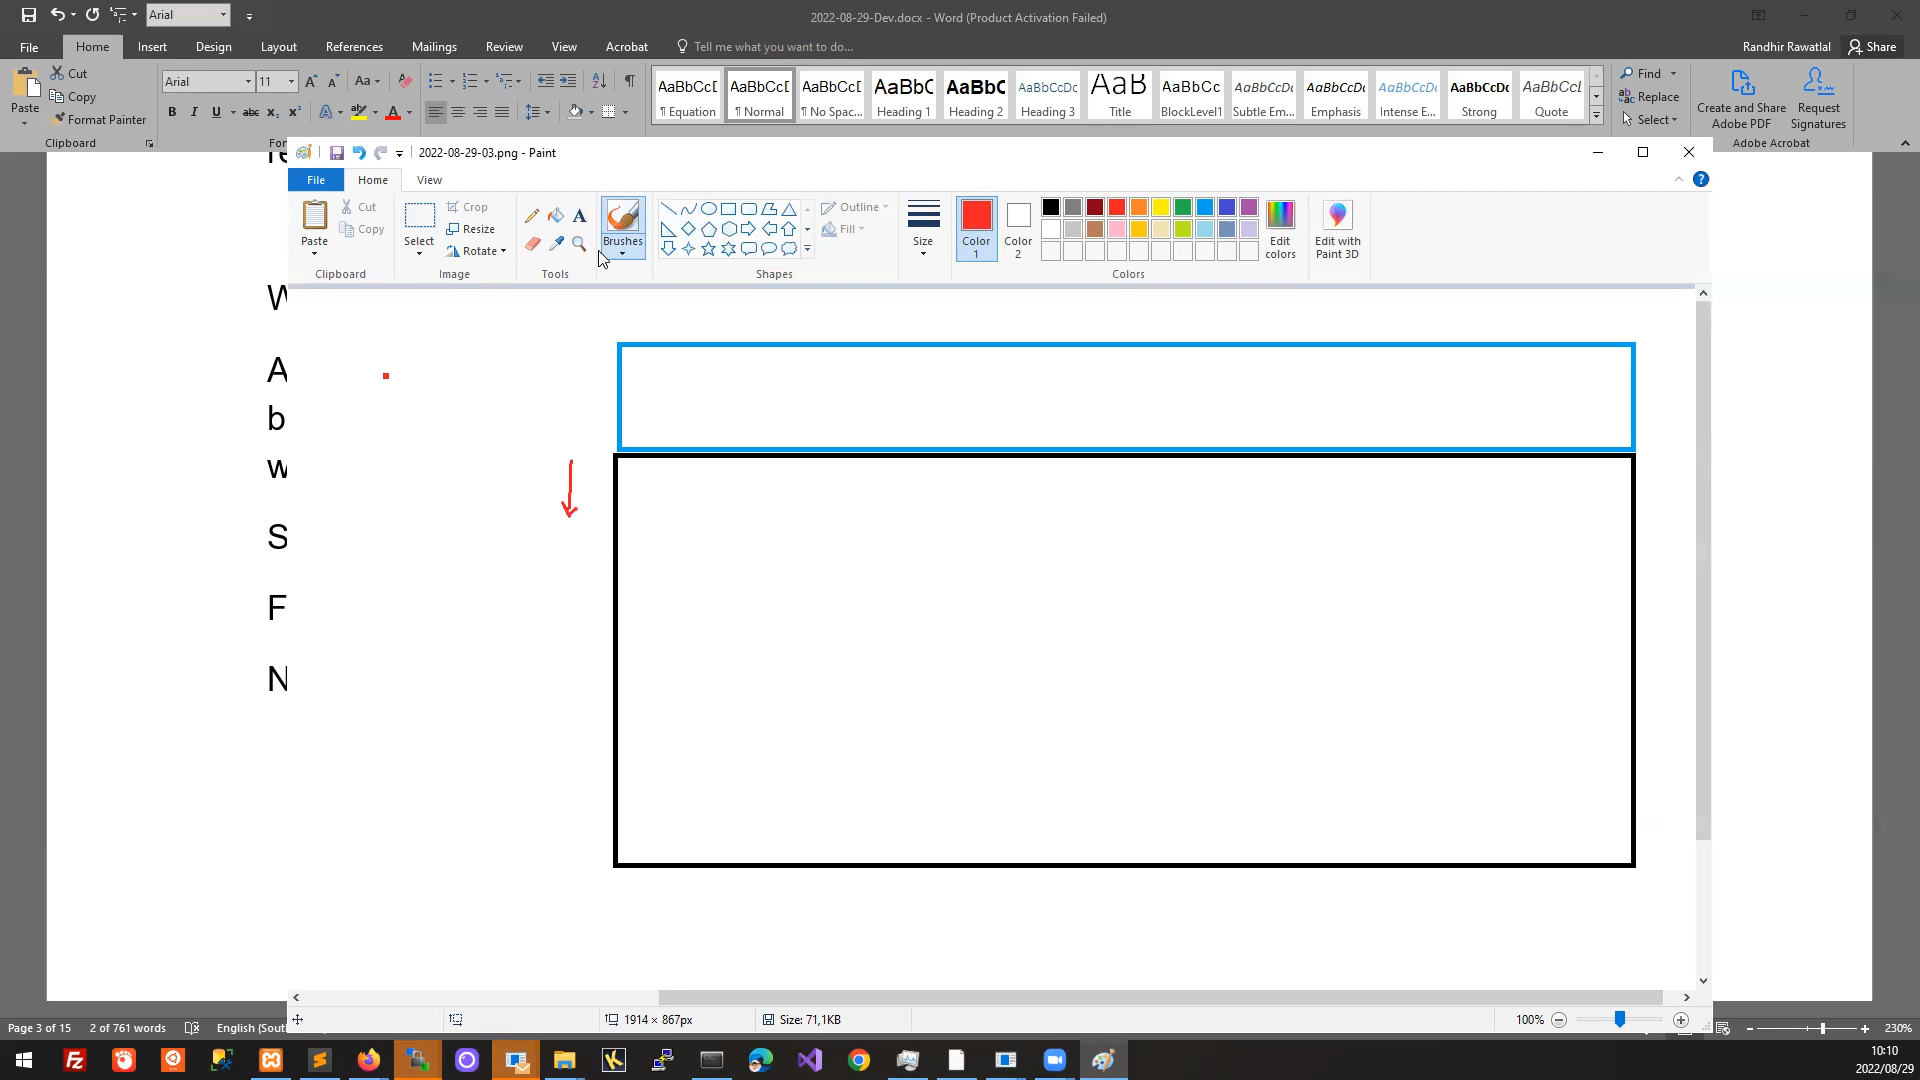 Arial
2022-08-29-Dev.docx - Word (Product Activation Failed)
File Home Insert Design Layout References Mailings Review View Acrobat Tell me what you want to do... Randhir Rawatlal Share
Paste Cut Copy Format Painter Clipboard
Arial 11
AaBbCcD ¶ Equation
AaBbCcD ¶ Normal
AaBbCcD ¶ No Spac...
AaBbC Heading 1
AaBbC Heading 2
AaBbCcDc Heading 3
AaB Title
AaBbCc BlockLevel1
AaBbCcDc Subtle Em...
AaBbCcDc Emphasis
AaBbCcDc Intense E...
AaBbCcDc Strong
AaBbCcD Quote
Find
Replace
Select
Create and Share Adobe PDF
Request Signatures
Adobe Acrobat
2022-08-29-03.png - Paint
File Home View
Paste Cut Copy Clipboard
Select Crop Resize Rotate Image
Tools
Brushes
Outline Fill Shapes
Size
Color 1
Color 2
Edit colors
Colors
Edit with Paint 3D
W
A
b
w
S
F
N
1914 × 867px Size: 71,1KB 100%
Page 3 of 15 2 of 761 words English (Sout 230%
10:10
2022/08/29